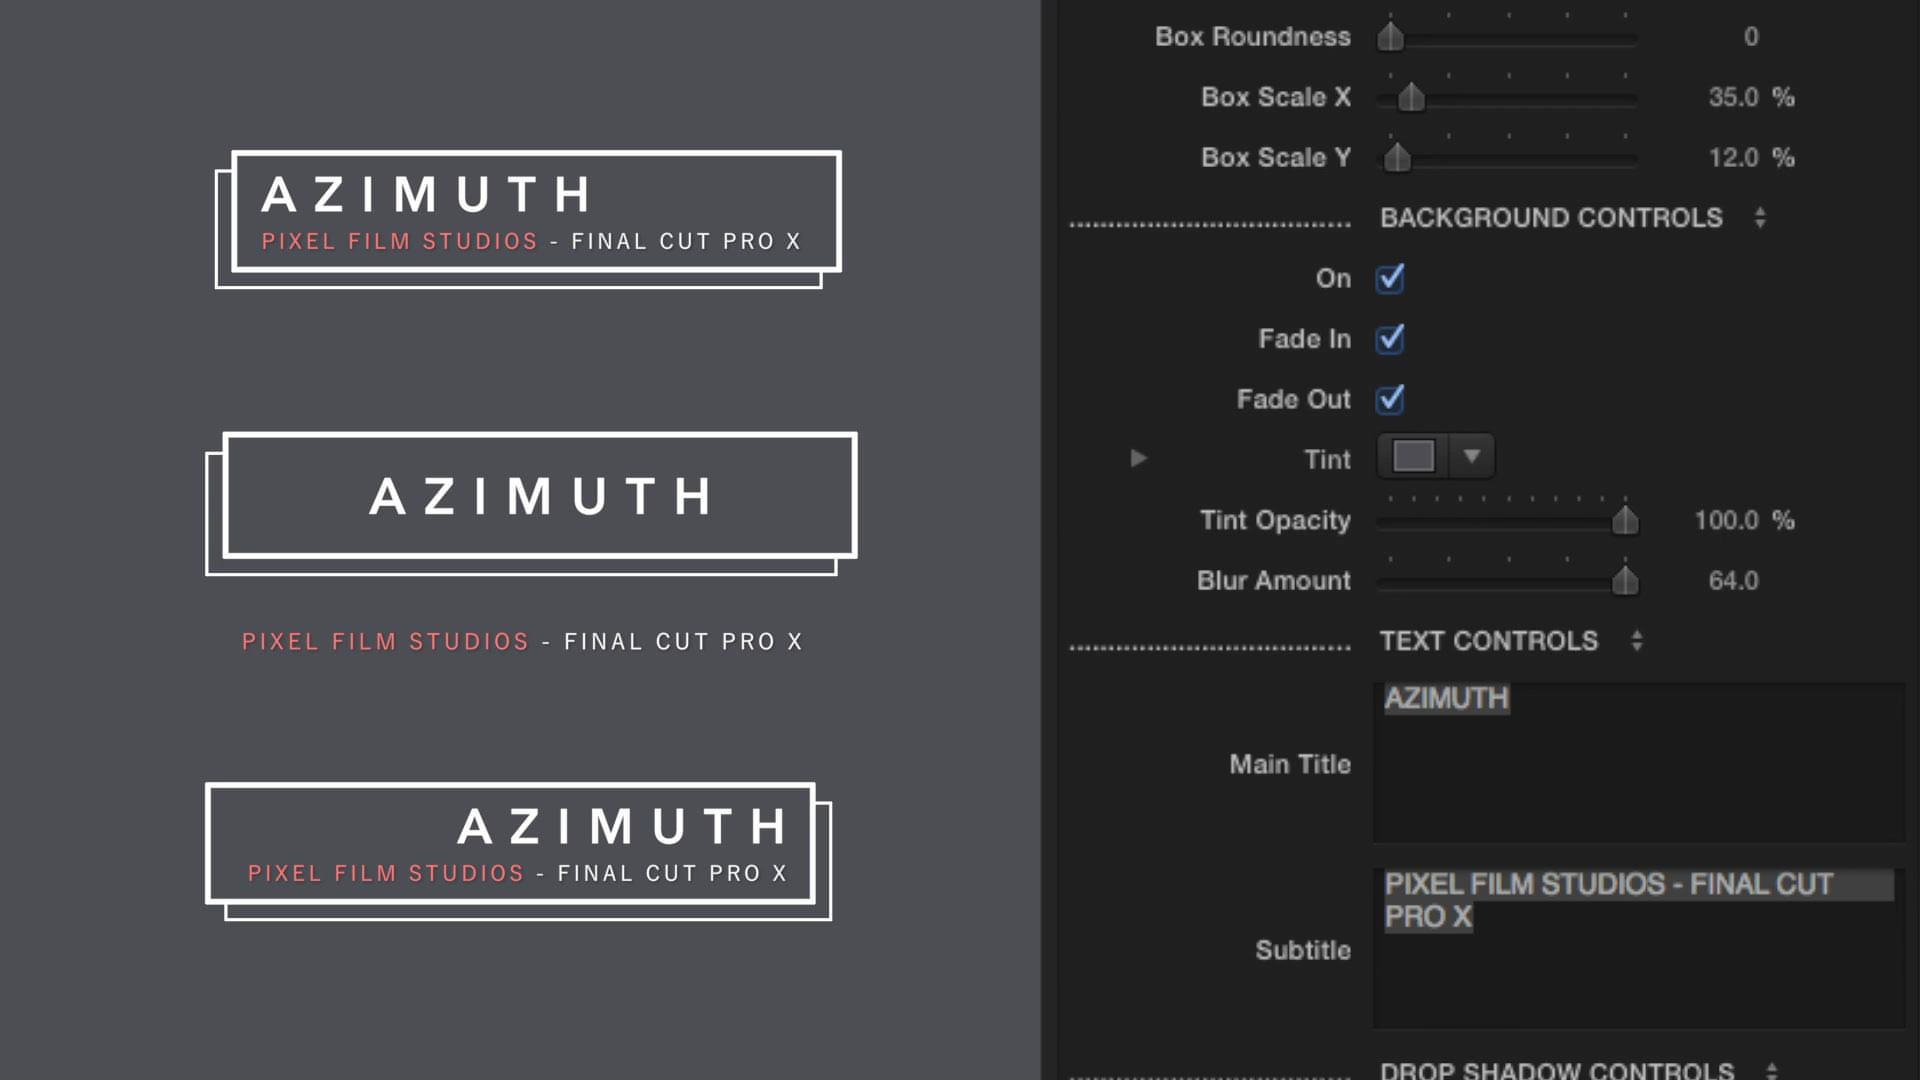 AZIMUTH
PIXEL FILM STUDIOS - FINAL CUT PRO X
AZIMUTH
PIXEL FILM STUDIOS - FINAL CUT PRO X
AZIMUTH
PIXEL FILM STUDIOS - FINAL CUT PRO X
Box Roundness 0
Box Scale X 35.0 %
Box Scale Y 12.0 %
BACKGROUND CONTROLS
On
Fade In
Fade Out
Tint
Tint Opacity 100.0 %
Blur Amount 64.0
TEXT CONTROLS
AZIMUTH
Main Title
PIXEL FILM STUDIOS - FINAL CUT
PRO X
Subtitle
DROP SHADOW CONTROLS